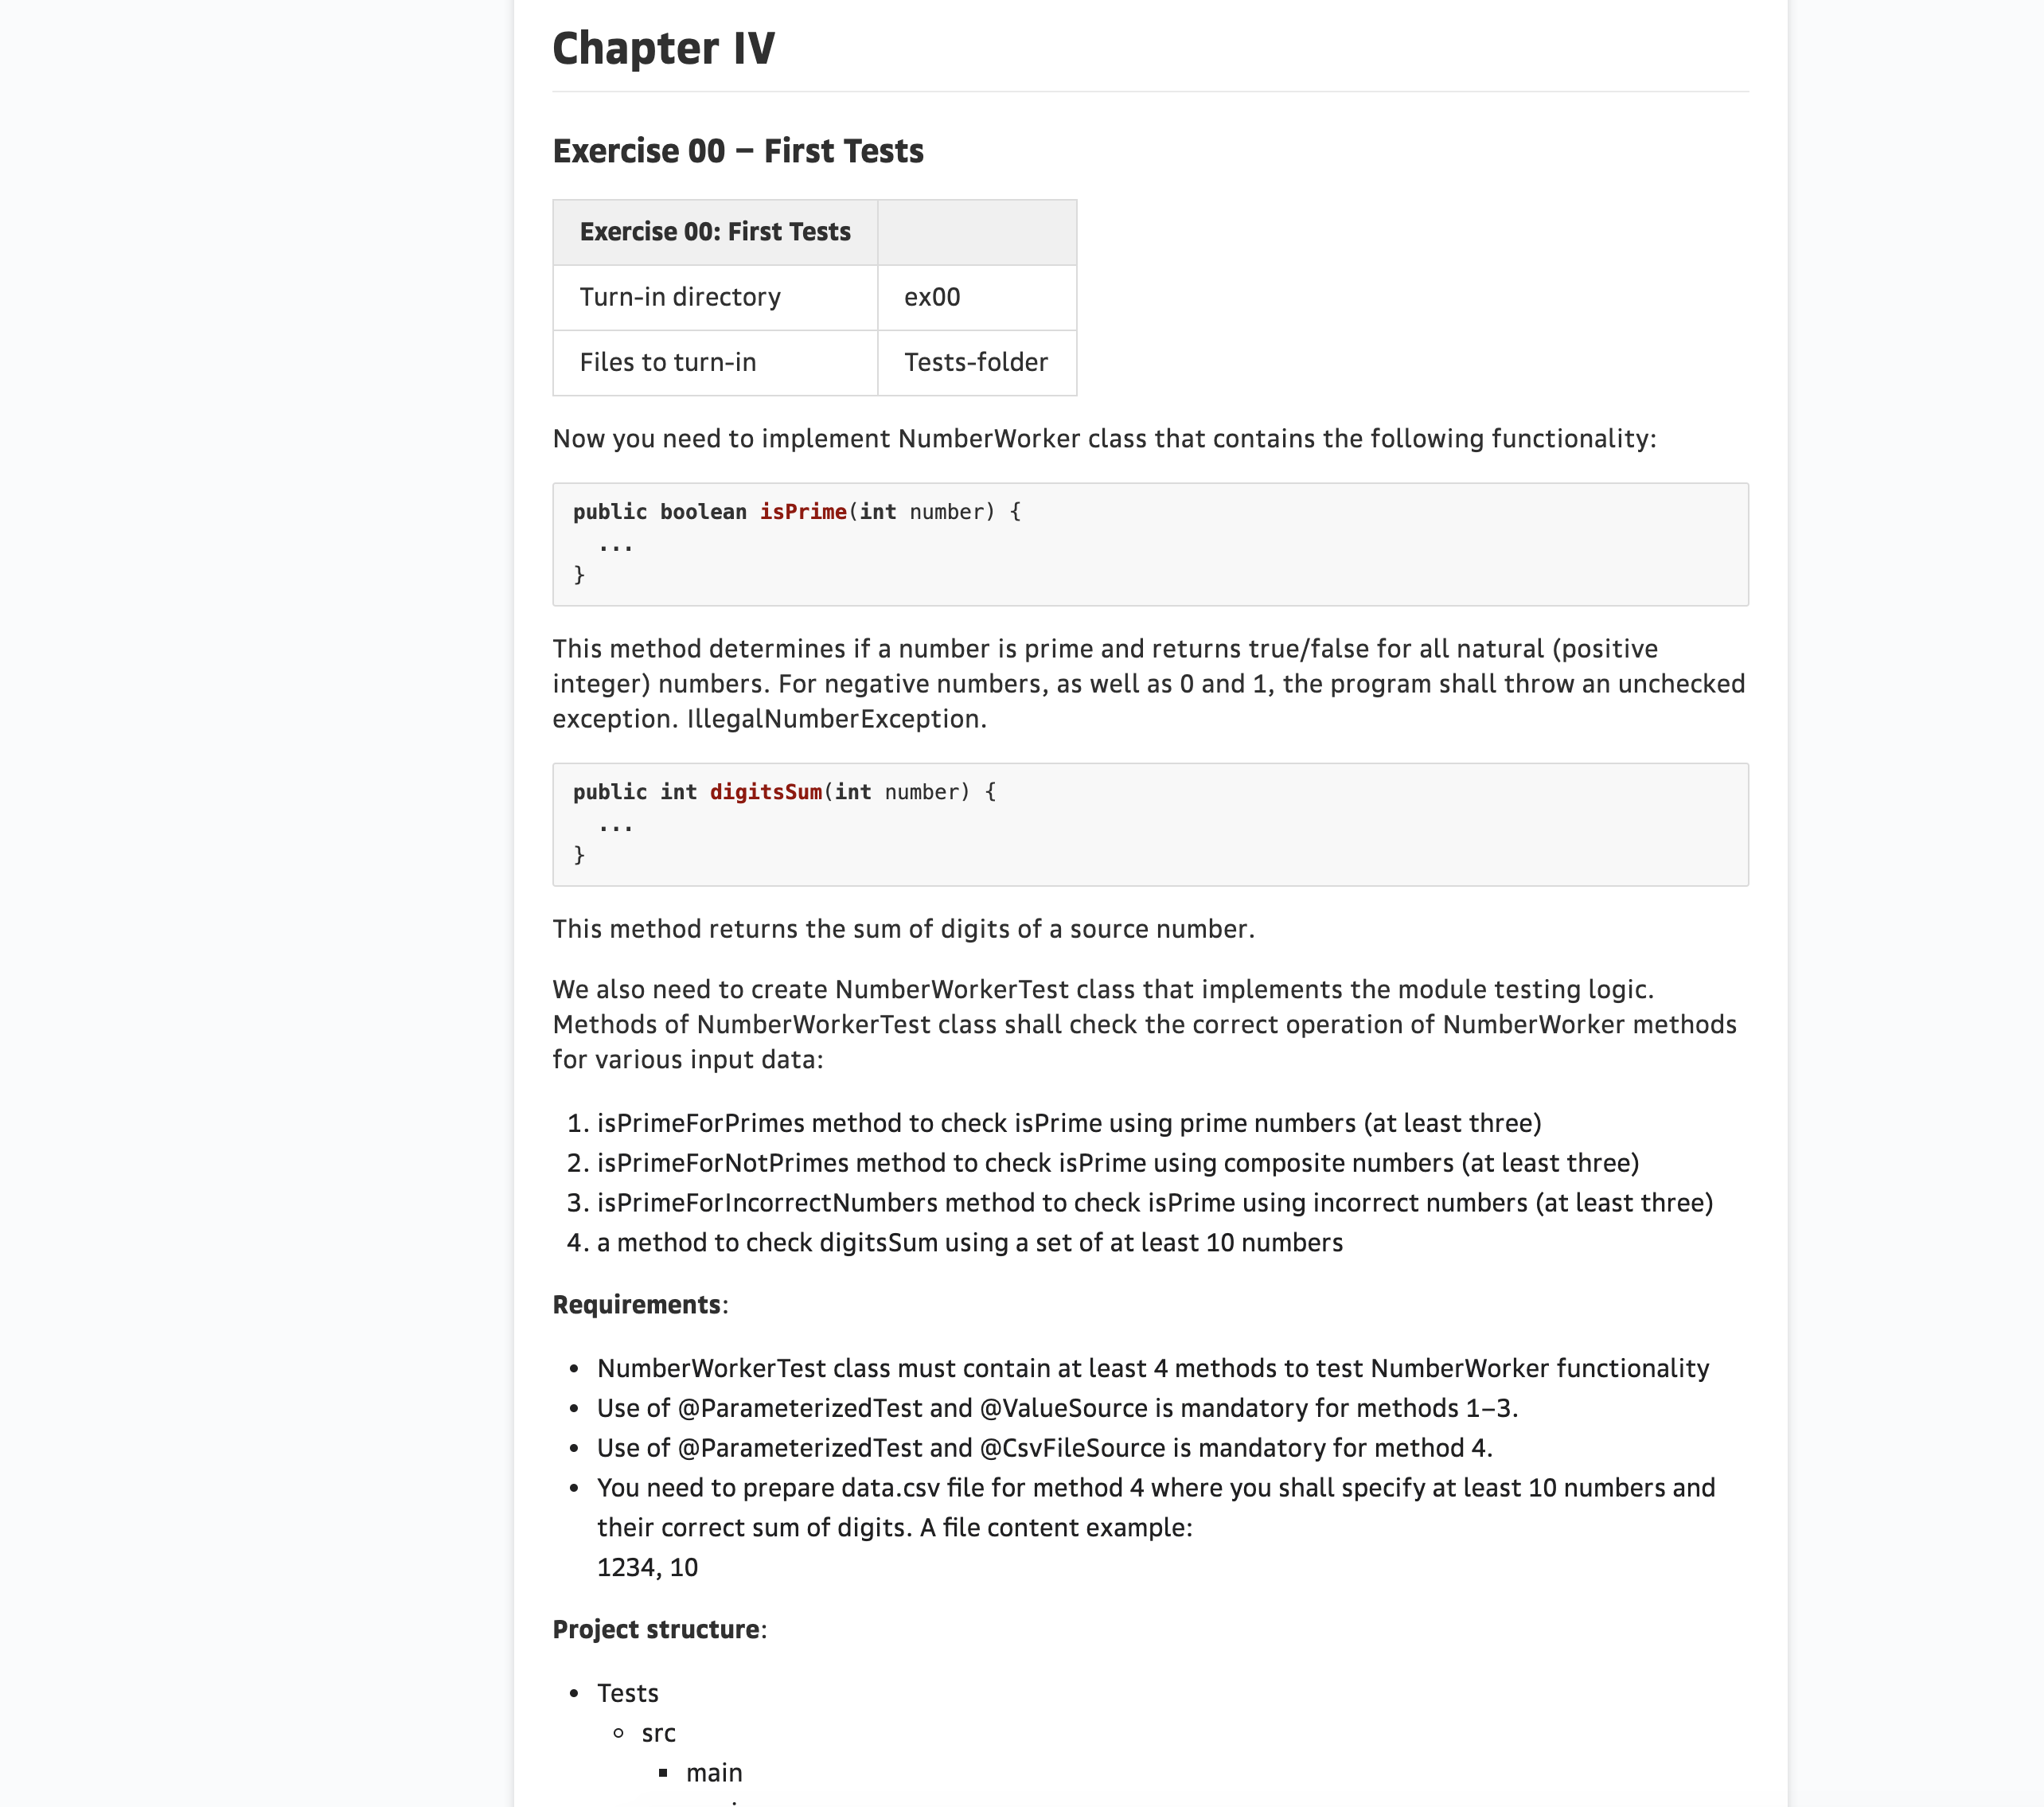 Chapter IV
Exercise 00 – First Tests
Exercise 00: First Tests
Turn-in directory ex00
Files to turn-in Tests-folder
Now you need to implement NumberWorker class that contains the following functionality:
public boolean isPrime(int number) {
...
}
This method determines if a number is prime and returns true/false for all natural (positive
integer) numbers. For negative numbers, as well as 0 and 1, the program shall throw an unchecked
exception. IllegalNumberException.
public int digitsSum(int number) {
...
}
This method returns the sum of digits of a source number.
We also need to create NumberWorkerTest class that implements the module testing logic.
Methods of NumberWorkerTest class shall check the correct operation of NumberWorker methods
for various input data:
1. isPrimeForPrimes method to check isPrime using prime numbers (at least three)
2. isPrimeForNotPrimes method to check isPrime using composite numbers (at least three)
3. isPrimeForIncorrectNumbers method to check isPrime using incorrect numbers (at least three)
4. a method to check digitsSum using a set of at least 10 numbers
Requirements:
• NumberWorkerTest class must contain at least 4 methods to test NumberWorker functionality
• Use of @ParameterizedTest and @ValueSource is mandatory for methods 1–3.
• Use of @ParameterizedTest and @CsvFileSource is mandatory for method 4.
• You need to prepare data.csv file for method 4 where you shall specify at least 10 numbers and
their correct sum of digits. A file content example:
1234, 10
Project structure:
• Tests
◦ src
▪ main